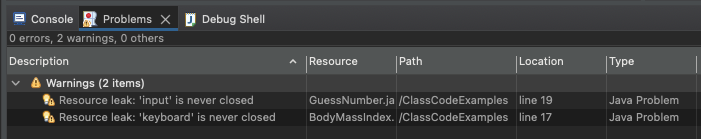 Console Problems Debug Shell
0 errors, 2 warnings, 0 others
Description Resource Path Location Type
Warnings (2 items)
Resource leak: 'input' is never closed GuessNumber.ja /ClassCodeExamples line 19 Java Problem
Resource leak: 'keyboard' is never closed BodyMassIndex. /ClassCodeExamples line 17 Java Problem